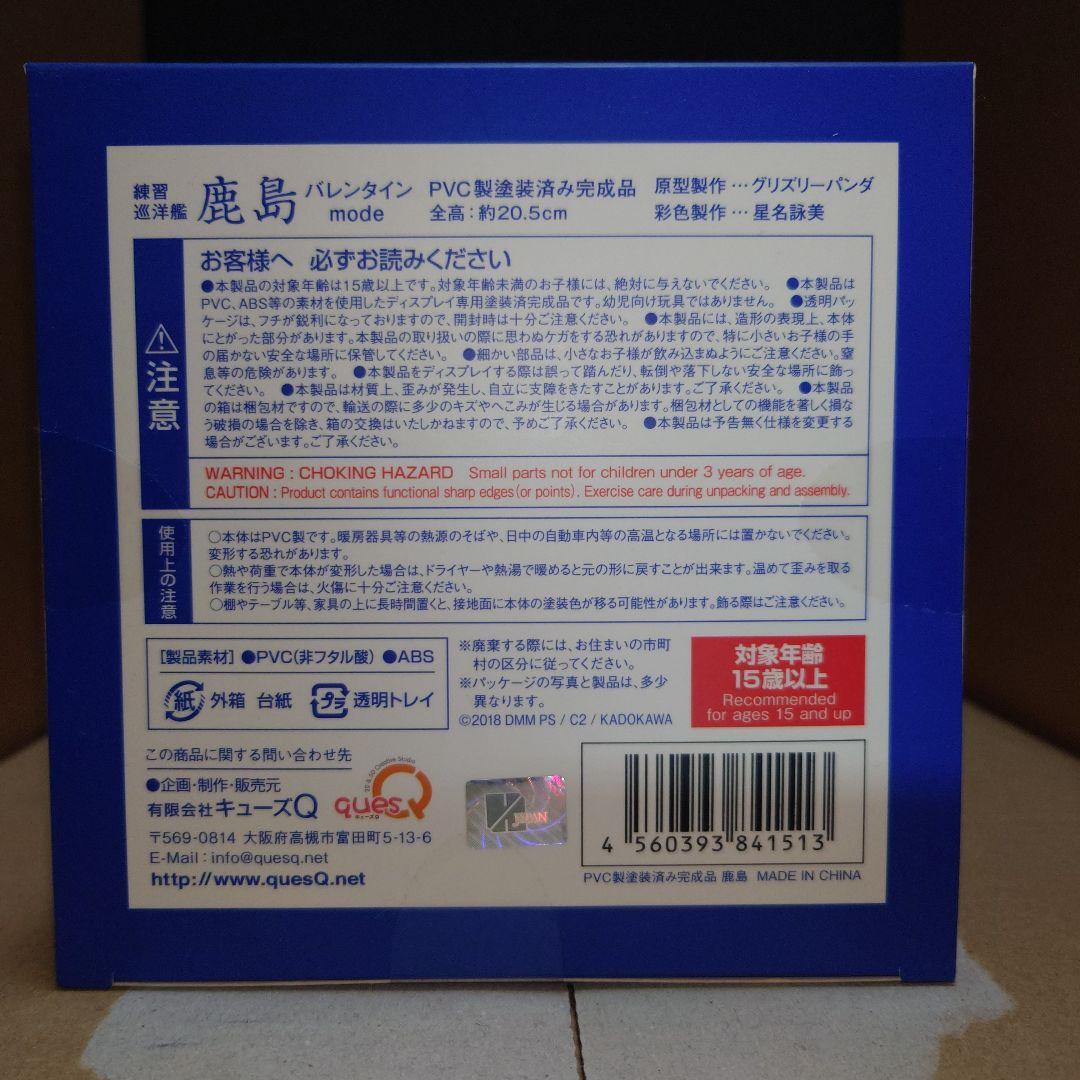 練習
巡洋艦
鹿島
バレンタイン
mode
PVC製塗装済み完成品
全高：約20.5cm
原型製作…グリズリーパンダ
彩色製作…星名詠美
注意
お客様へ 必ずお読みください
●本製品の対象年齢は15歳以上です。対象年齢未満のお子様には、絶対に与えないでください。 ●本製品は
PVC、ABS等の素材を使用したディスプレイ専用塗装済完成品です。幼児向け玩具ではありません。 ●透明パッ
ケージは、フチが鋭利になっておりますので、開封時は十分ご注意ください。 ●本製品には、造形の表現上、本体
にとがった部分があります。本製品の取り扱いの際に思わぬケガをする恐れがありますので、特に小さいお子様の手
の届かない安全な場所に保管してください。 ●細かい部品は、小さなお子様が飲み込まぬようにご注意ください。窒
息等の危険があります。 ●本製品をディスプレイする際は誤って踏んだり、転倒や落下しない安全な場所に飾っ
てください。 ●本製品は材質上、歪みが発生し、自立に支障をきたすことがあります。ご了承ください。 ●本製品
の箱は梱包材ですので、輸送の際に多少のキズやへこみが生じる場合があります。梱包材としての機能を著しく損な
う破損の場合を除き、箱の交換はいたしかねますので、予めご了承ください。 ●本製品は予告無く仕様を変更する
場合がございます。ご了承ください。
WARNING : CHOKING HAZARD Small parts not for children under 3 years of age.
CAUTION : Product contains functional sharp edges (or points). Exercise care during unpacking and assembly.
使用上の注意
○本体はPVC製です。暖房器具等の熱源のそばや、日中の自動車内等の高温となる場所には置かないでください。
変形する恐れがあります。
○熱や荷重で本体が変形した場合は、ドライヤーや熱湯で暖めると元の形に戻すことが出来ます。温めて歪みを取る
作業を行う場合は、火傷に十分ご注意ください。
○棚やテーブル等、家具の上に長時間置くと、接地面に本体の塗装色が移る可能性があります。飾る際はご注意ください。
[製品素材] ●PVC(非フタル酸) ●ABS
紙 外箱 台紙 プラ 透明トレイ
※廃棄する際には、お住まいの市町
村の区分に従ってください。
※パッケージの写真と製品は、多少
異なります。
©2018 DMM PS / C2 / KADOKAWA
対象年齢
15歳以上
Recommended
for ages 15 and up
この商品に関する問い合わせ先
●企画・制作・販売元
有限会社キューズQ
2D & 3D Creative Studio
quesQ
キューズQ
〒569-0814 大阪府高槻市富田町5-13-6
E-Mail : info@quesq.net
http://www.quesQ.net
JAPAN
4 560393 841513
PVC製塗装済み完成品 鹿島 MADE IN CHINA